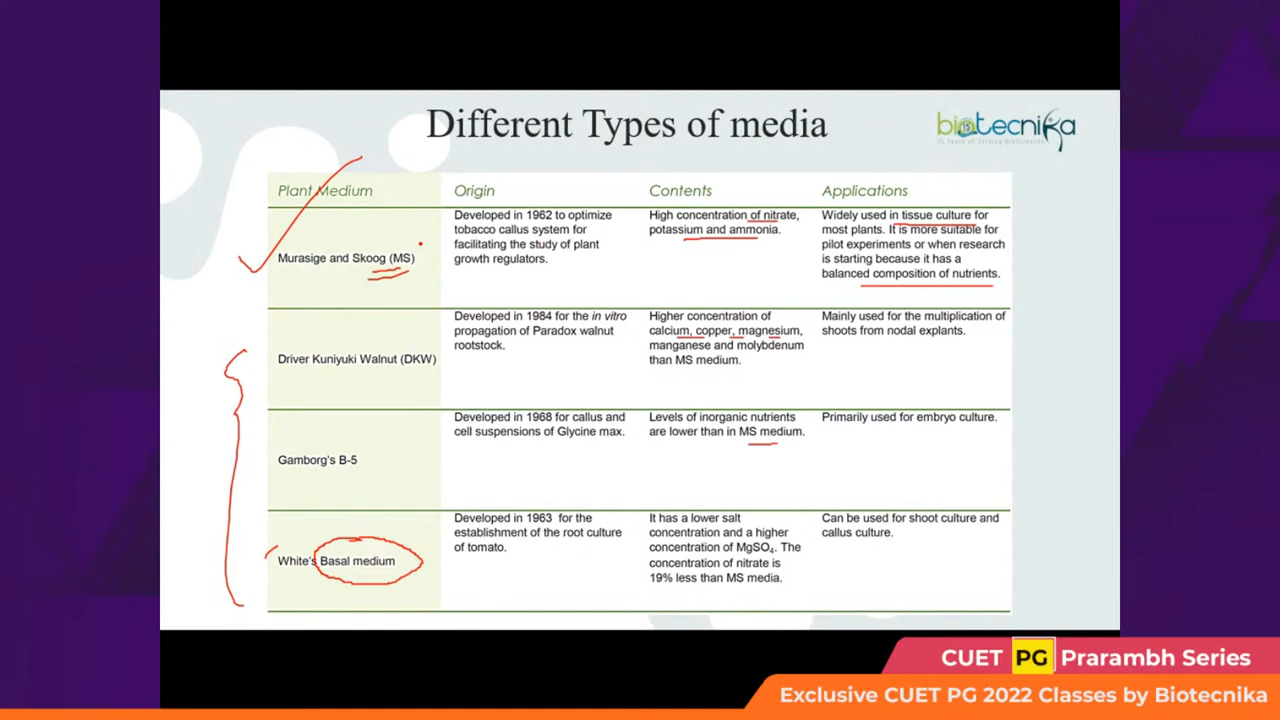 Different Types of media
biotecnika
Plant Medium Origin Contents Applications
Murasige and Skoog (MS)
Developed in 1962 to optimize
tobacco callus system for
facilitating the study of plant
growth regulators.
High concentration of nitrate,
potassium and ammonia.
Widely used in tissue culture for
most plants. It is more suitable for
pilot experiments or when research
is starting because it has a
balanced composition of nutrients.
Driver Kuniyuki Walnut (DKW)
Developed in 1984 for the in vitro
propagation of Paradox walnut
rootstock.
Higher concentration of
calcium, copper, magnesium,
manganese and molybdenum
than MS medium.
Mainly used for the multiplication of
shoots from nodal explants.
Gamborg's B-5
Developed in 1968 for callus and
cell suspensions of Glycine max.
Levels of inorganic nutrients
are lower than in MS medium.
Primarily used for embryo culture.
White's Basal medium
Developed in 1963 for the
establishment of the root culture
of tomato.
It has a lower salt
concentration and a higher
concentration of MgSO₄. The
concentration of nitrate is
19% less than MS media.
Can be used for shoot culture and
callus culture.
CUET PG Prarambh Series
Exclusive CUET PG 2022 Classes by Biotecnika